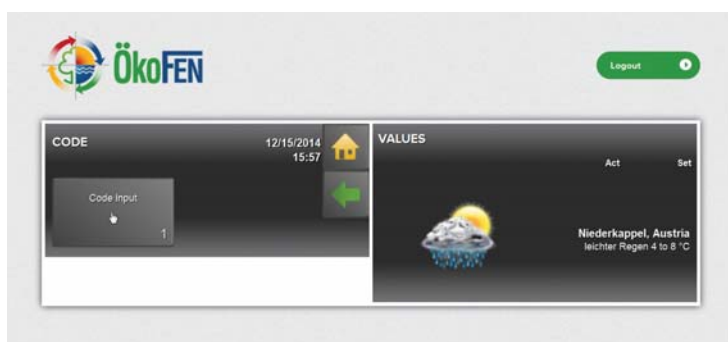 ÖkoFEN
Logout
CODE
12/15/2014
15:57
Code Input
1
VALUES
Act Set
Niederkappel, Austria
leichter Regen 4 to 8 °C